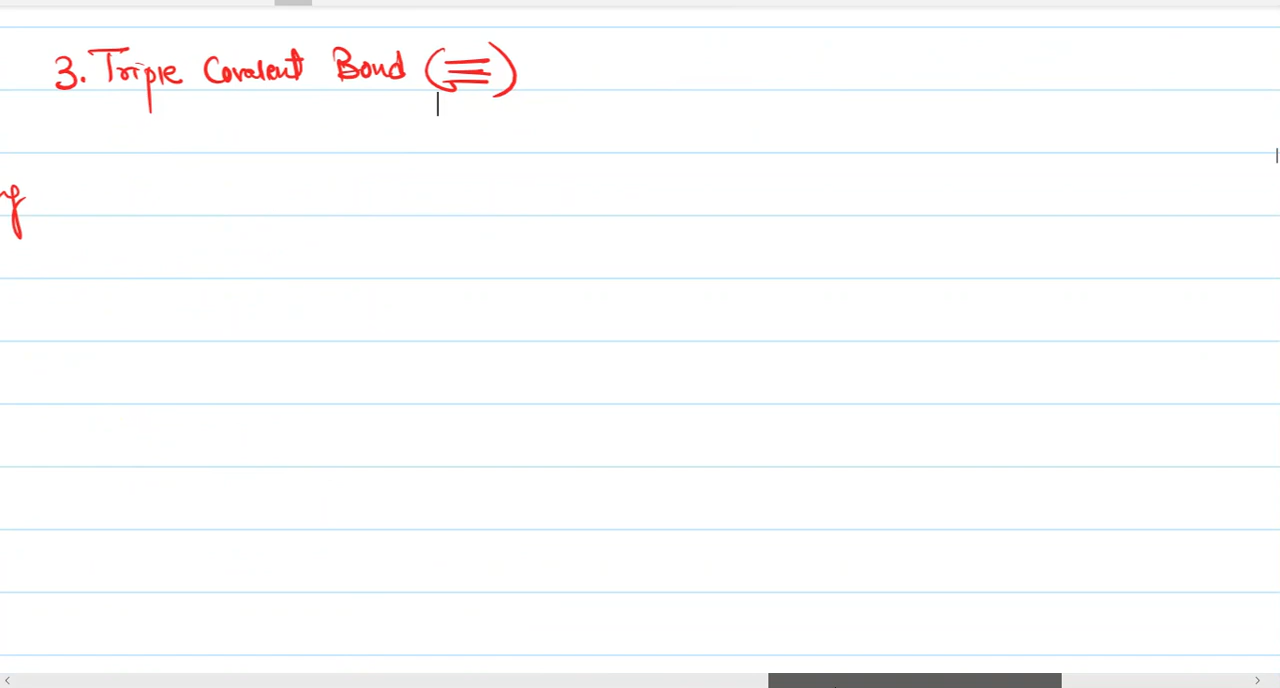 3. Triple Covalent Bond (≡)